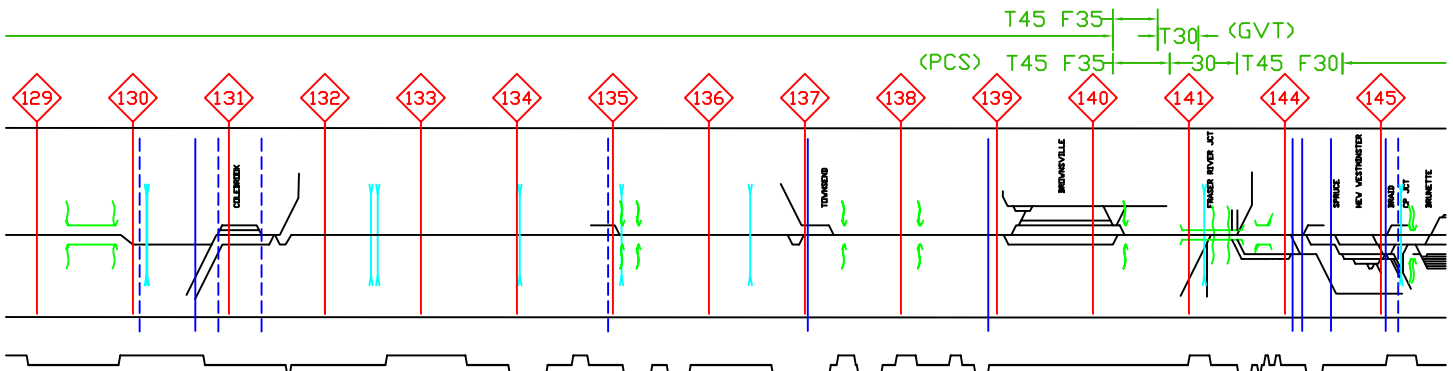 T45 F35
T30 (GVT)
(PCS) T45 F35 30 T45 F30
129 130 131 132 133 134 135 136 137 138 139 140 141 144 145
COLEBROOK
TOWNSEND
BROWNSVILLE
FRASER RIVER JCT
SPRUCE
NEW WESTMINSTER
BRAID
CP JCT
BRUNETTE